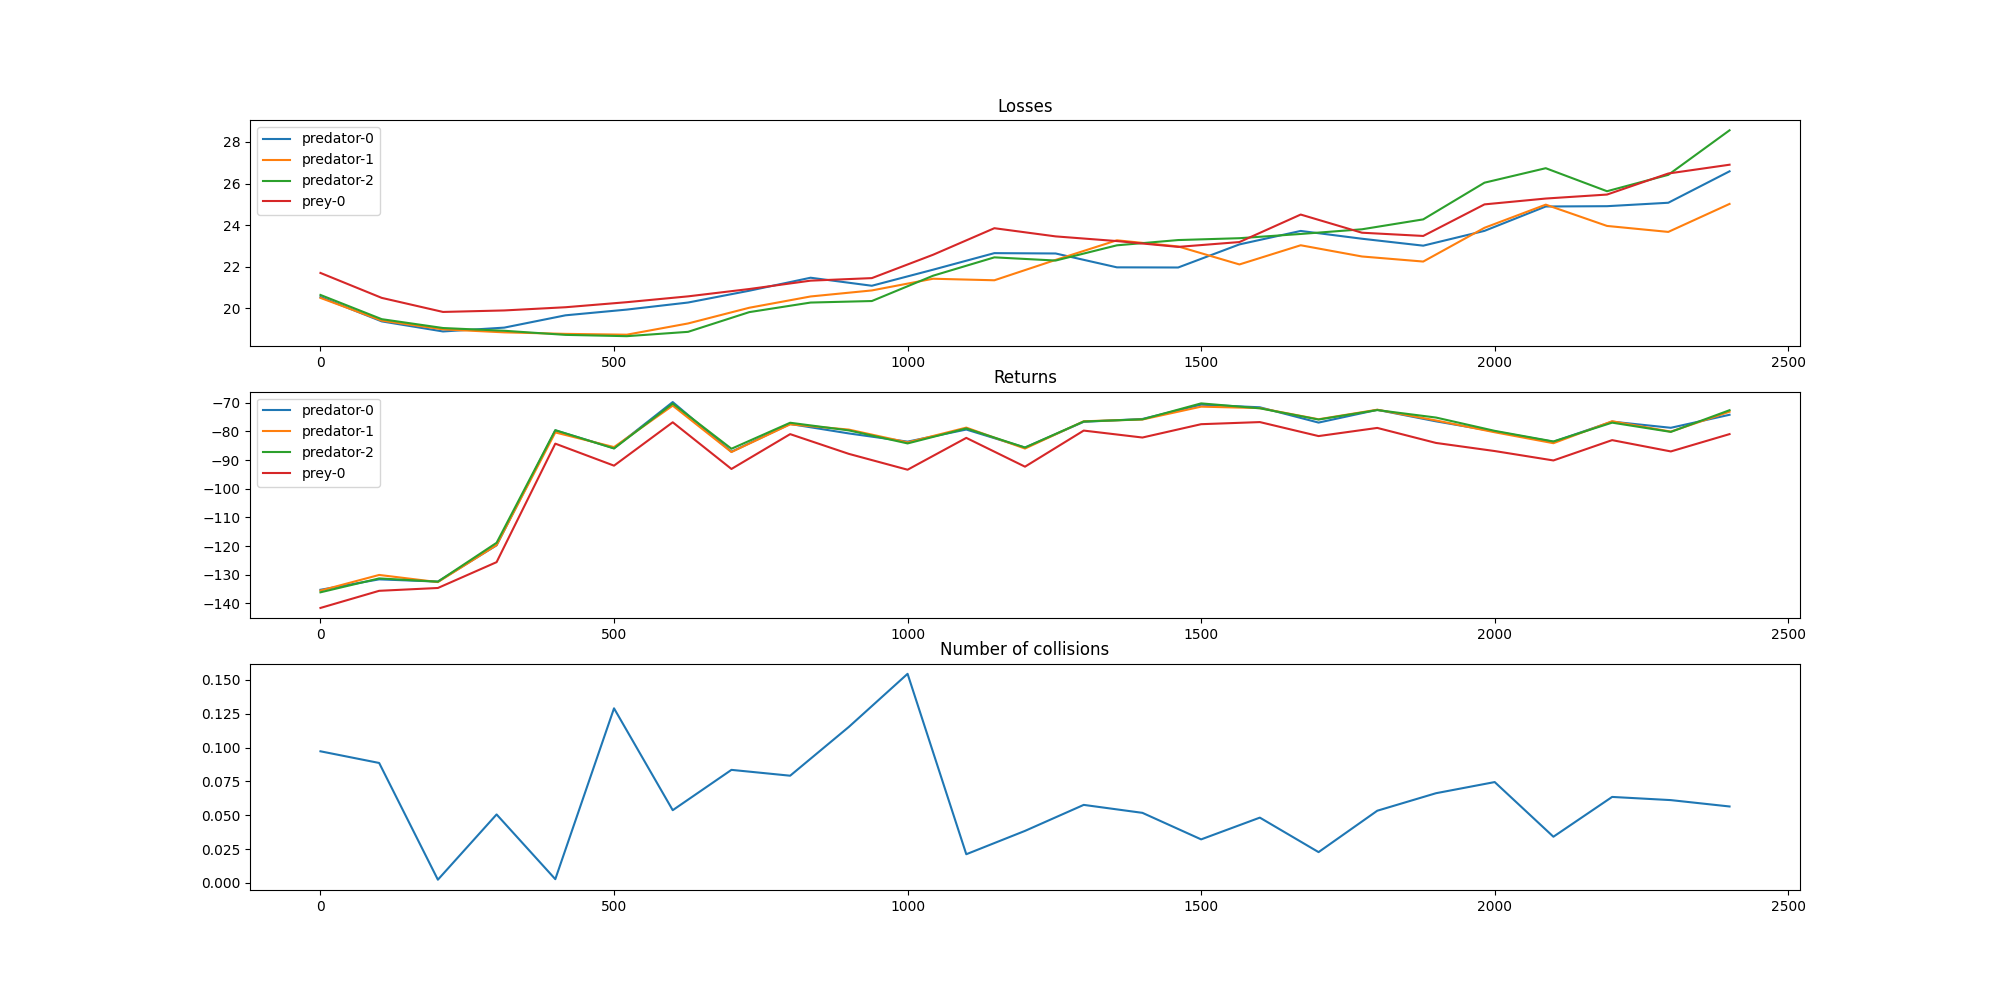 Losses
28
26
24
22
20
predator-0
predator-1
predator-2
prey-0
0 500 1000 1500 2000 2500
Returns
−70
−80
−90
−100
−110
−120
−130
−140
predator-0
predator-1
predator-2
prey-0
0 500 1000 1500 2000 2500
Number of collisions
0.150
0.125
0.100
0.075
0.050
0.025
0.000
0 500 1000 1500 2000 2500